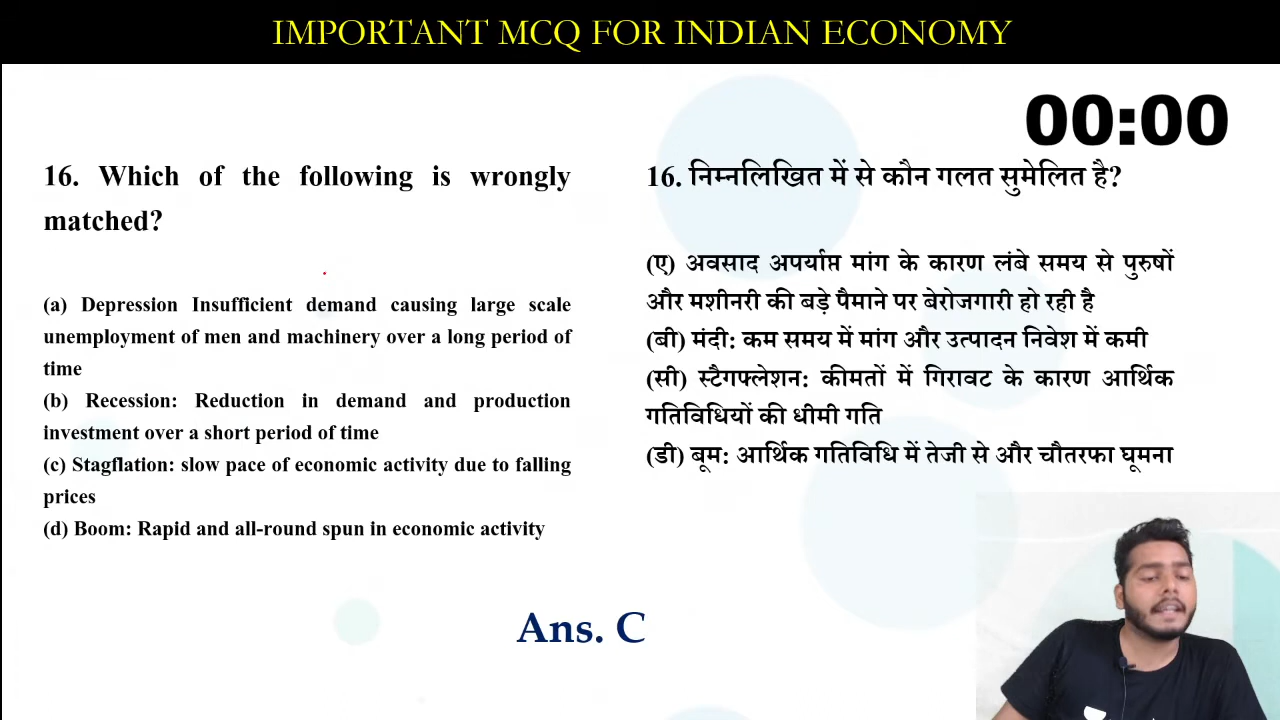 IMPORTANT MCQ FOR INDIAN ECONOMY
00:00
16. Which of the following is wrongly
matched?
(a) Depression Insufficient demand causing large scale
unemployment of men and machinery over a long period of
time
(b) Recession: Reduction in demand and production
investment over a short period of time
(c) Stagflation: slow pace of economic activity due to falling
prices
(d) Boom: Rapid and all-round spun in economic activity
16. निम्नलिखित में से कौन गलत सुमेलित है?
(ए) अवसाद अपर्याप्त मांग के कारण लंबे समय से पुरुषों
और मशीनरी की बड़े पैमाने पर बेरोजगारी हो रही है
(बी) मंदी: कम समय में मांग और उत्पादन निवेश में कमी
(सी) स्टैगफ्लेशन: कीमतों में गिरावट के कारण आर्थिक
गतिविधियों की धीमी गति
(डी) बूम: आर्थिक गतिविधि में तेजी से और चौतरफा घूमना
Ans. C